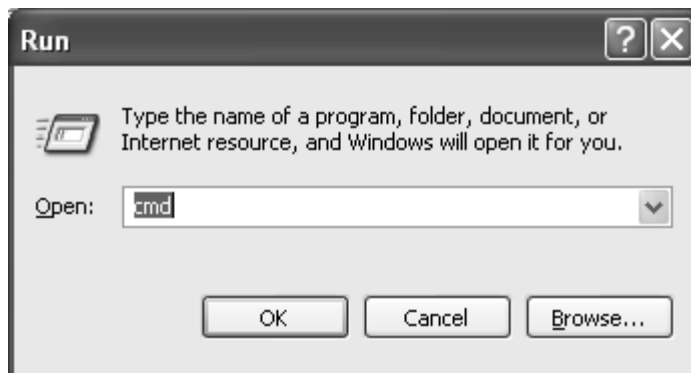 Run
Type the name of a program, folder, document, or
Internet resource, and Windows will open it for you.
Open: cmd
OK Cancel Browse...